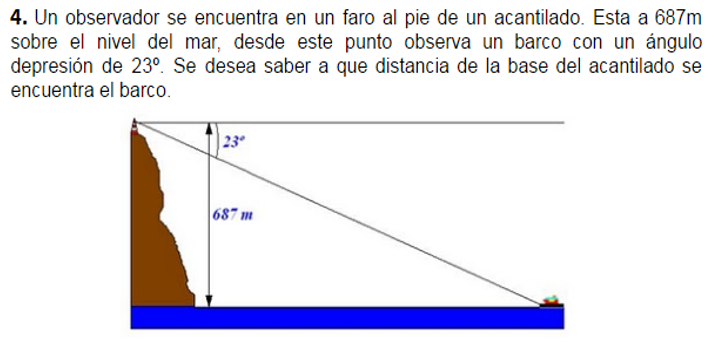 4. Un observador se encuentra en un faro al pie de un acantilado. Esta a 687m
sobre el nivel del mar, desde este punto observa un barco con un ángulo
depresión de 23º. Se desea saber a que distancia de la base del acantilado se
encuentra el barco.
23º
687 m